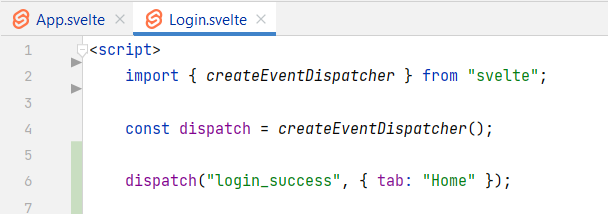 App.svelte Login.svelte
1 <script>
2 import { createEventDispatcher } from "svelte";
3
4 const dispatch = createEventDispatcher();
5
6 dispatch("login_success", { tab: "Home" });
7